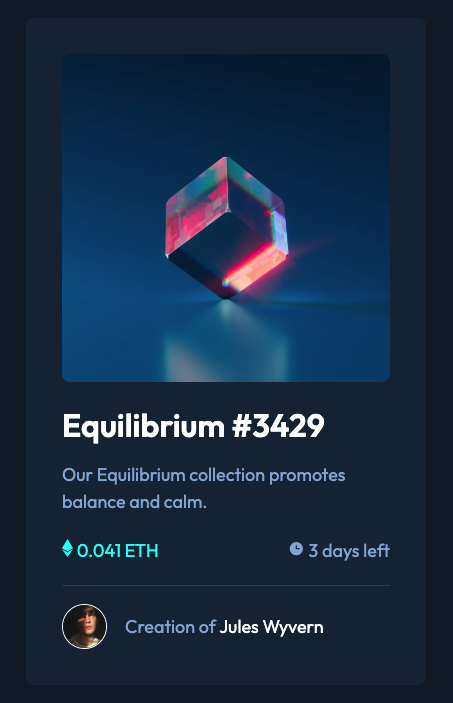 Equilibrium #3429
Our Equilibrium collection promotes
balance and calm.
0.041 ETH
3 days left
Creation of Jules Wyvern